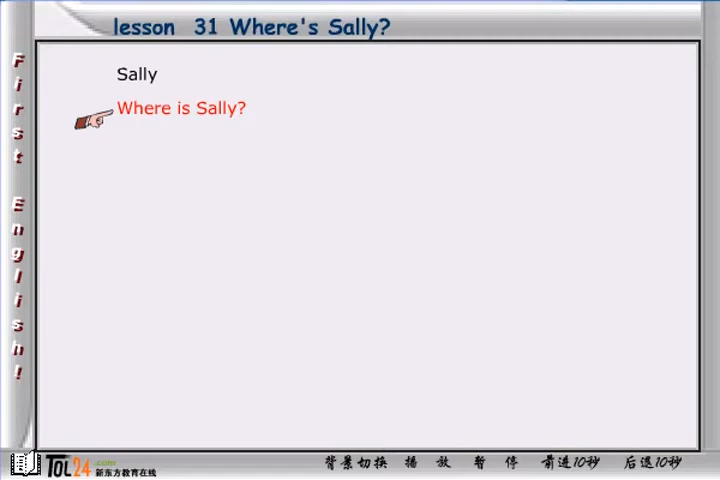 lesson 31 Where's Sally?
First English!
Sally
Where is Sally?
TOL24.com
新东方教育在线
背景切换 播放 暂停 前进10秒 后退10秒